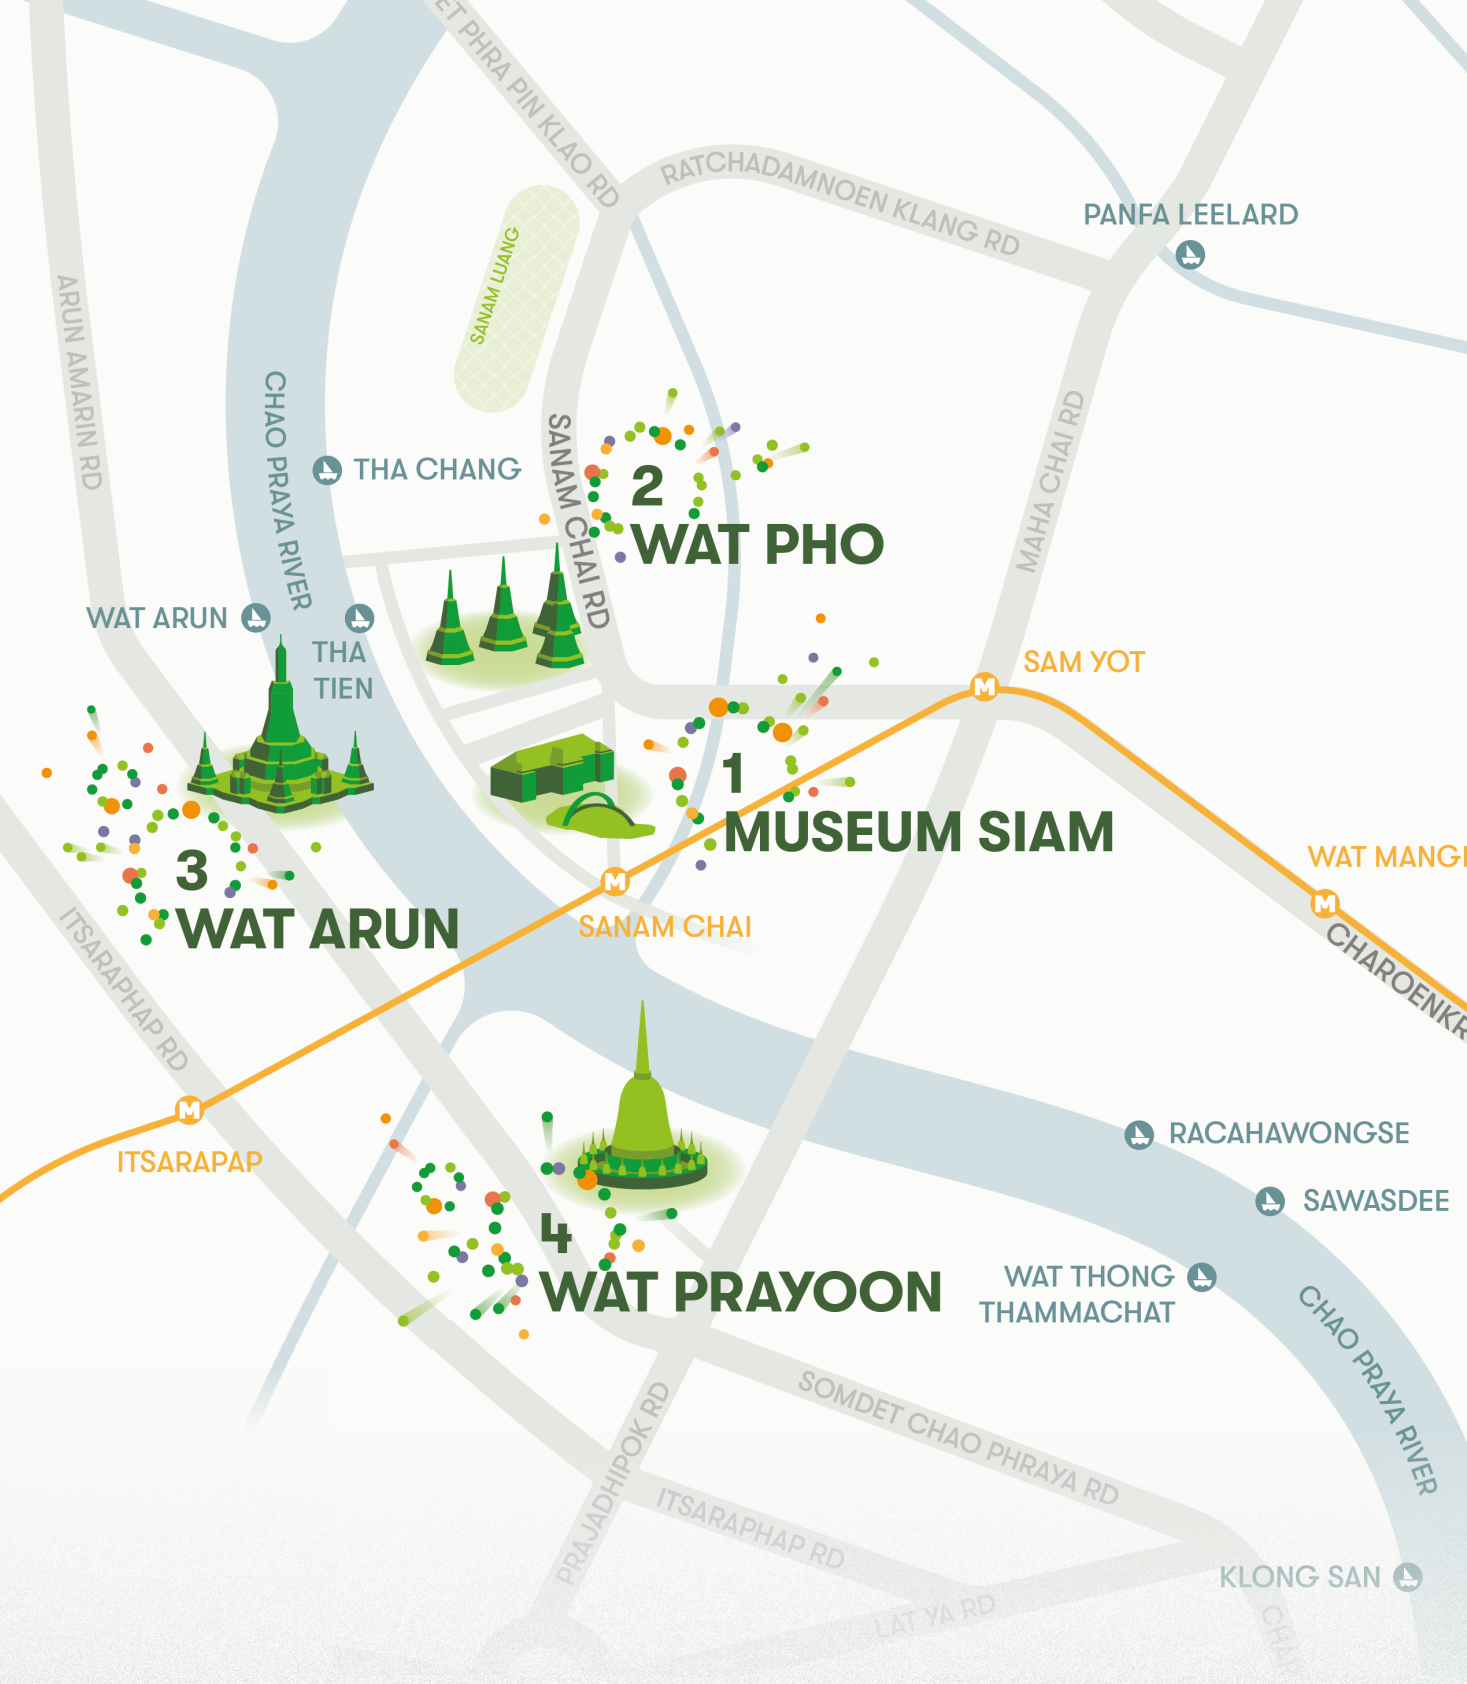 ET PHRA PIN KLAO RD
RATCHADAMNOEN KLANG RD
PANFA LEELARD
SANAM LUANG
ARUN AMARIN RD
CHAO PRAYA RIVER
THA CHANG
SANAM CHAI RD
MAHA CHAI RD
2
WAT PHO
WAT ARUN
THA
TIEN
SAM YOT
1
MUSEUM SIAM
3
WAT ARUN
SANAM CHAI
WAT MANG
CHAROENKR
ITSARAPHAP RD
ITSARAPAP
RACAHAWONGSE
SAWASDEE
4
WAT PRAYOON
WAT THONG
THAMMACHAT
CHAO PRAYA RIVER
SOMDET CHAO PHRAYA RD
PRAJADHIPOK RD
ITSARAPHAP RD
KLONG SAN
LAT YA RD
M
M
M
M